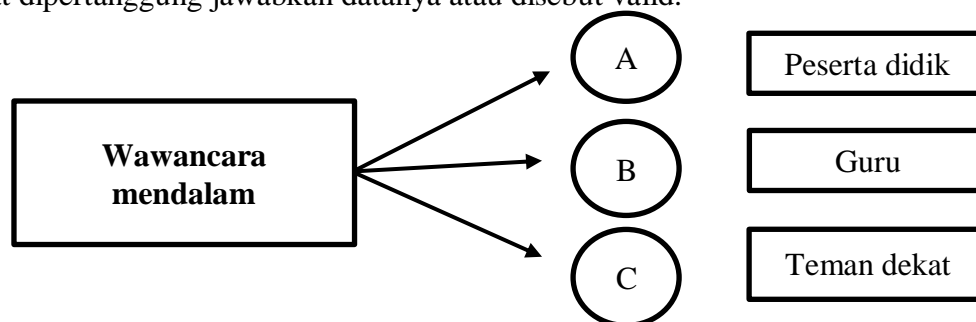 dipertanggung jawabkan datanya atau disebut valid.
A
Peserta didik
Wawancara
mendalam
B
Guru
C
Teman dekat